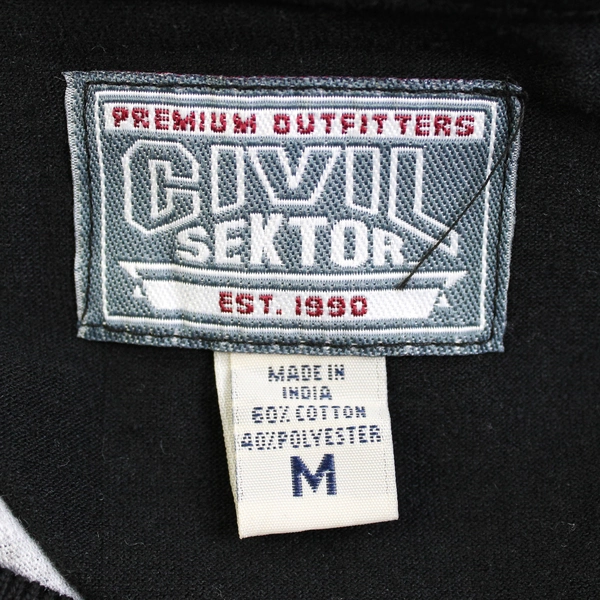 PREMIUM OUTFITTERS
CIVIL
SEKTOR
EST. 1990
MADE IN
INDIA
60% COTTON
40% POLYESTER
M